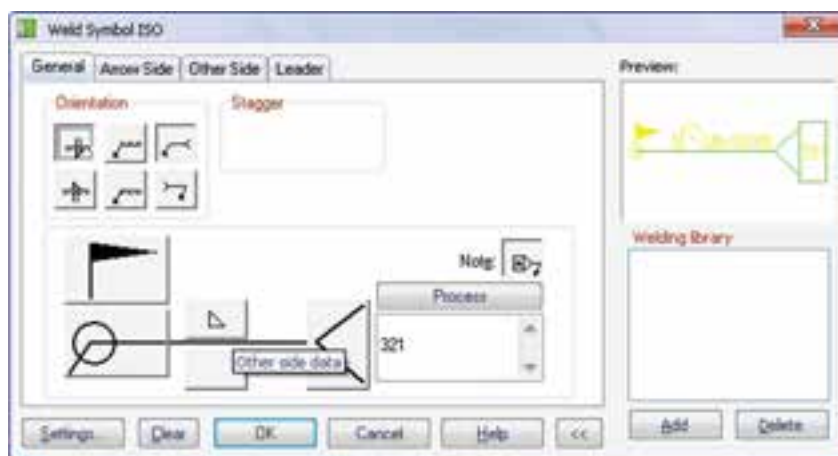 Weld Symbol ISO
General Arrow Side Other Side Leader
Preview:
Orientation
Stagger
Welding library
Note:
Process
321
Other side data
Settings... Clear OK Cancel Help <<
Add Delete